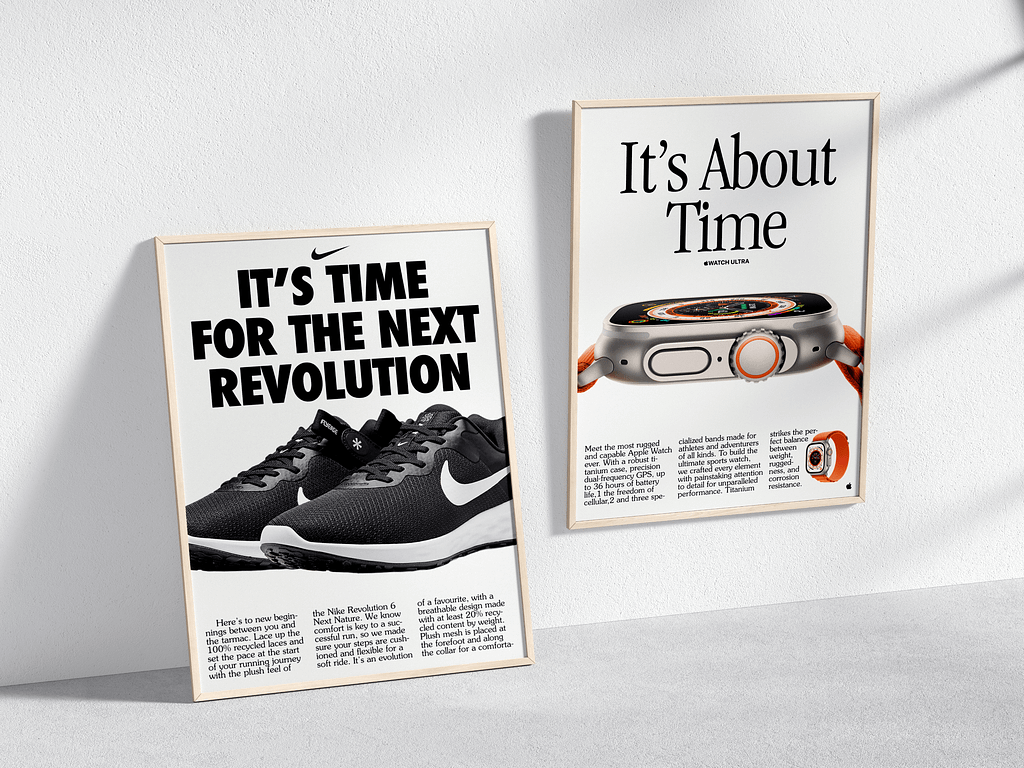 IT'S TIME
FOR THE NEXT
REVOLUTION
FORMA
Here's to new begin-
nings between you and
the tarmac. Lace up the
100% recycled laces and
set the pace at the start
of your running journey
with the plush feel of
the Nike Revolution 6
Next Nature. We know
comfort is key to a suc-
cessful run, so we made
sure your steps are cush-
ioned and flexible for a
soft ride. It's an evolution
of a favourite, with a
breathable design made
with at least 20% recy-
cled content by weight.
Plush mesh is placed at
the forefoot and along
the collar for a comforta-
It's About
Time
WATCH ULTRA
Meet the most rugged
and capable Apple Watch
ever. With a robust ti-
tanium case, precision
dual-frequency GPS, up
to 36 hours of battery
life,1 the freedom of
cellular,2 and three spe-
cialized bands made for
athletes and adventurers
of all kinds. To build the
ultimate sports watch,
we crafted every element
with painstaking attention
to detail for unparalleled
performance. Titanium
strikes the per-
fect balance
between
weight,
rugged-
ness, and
corrosion
resistance.